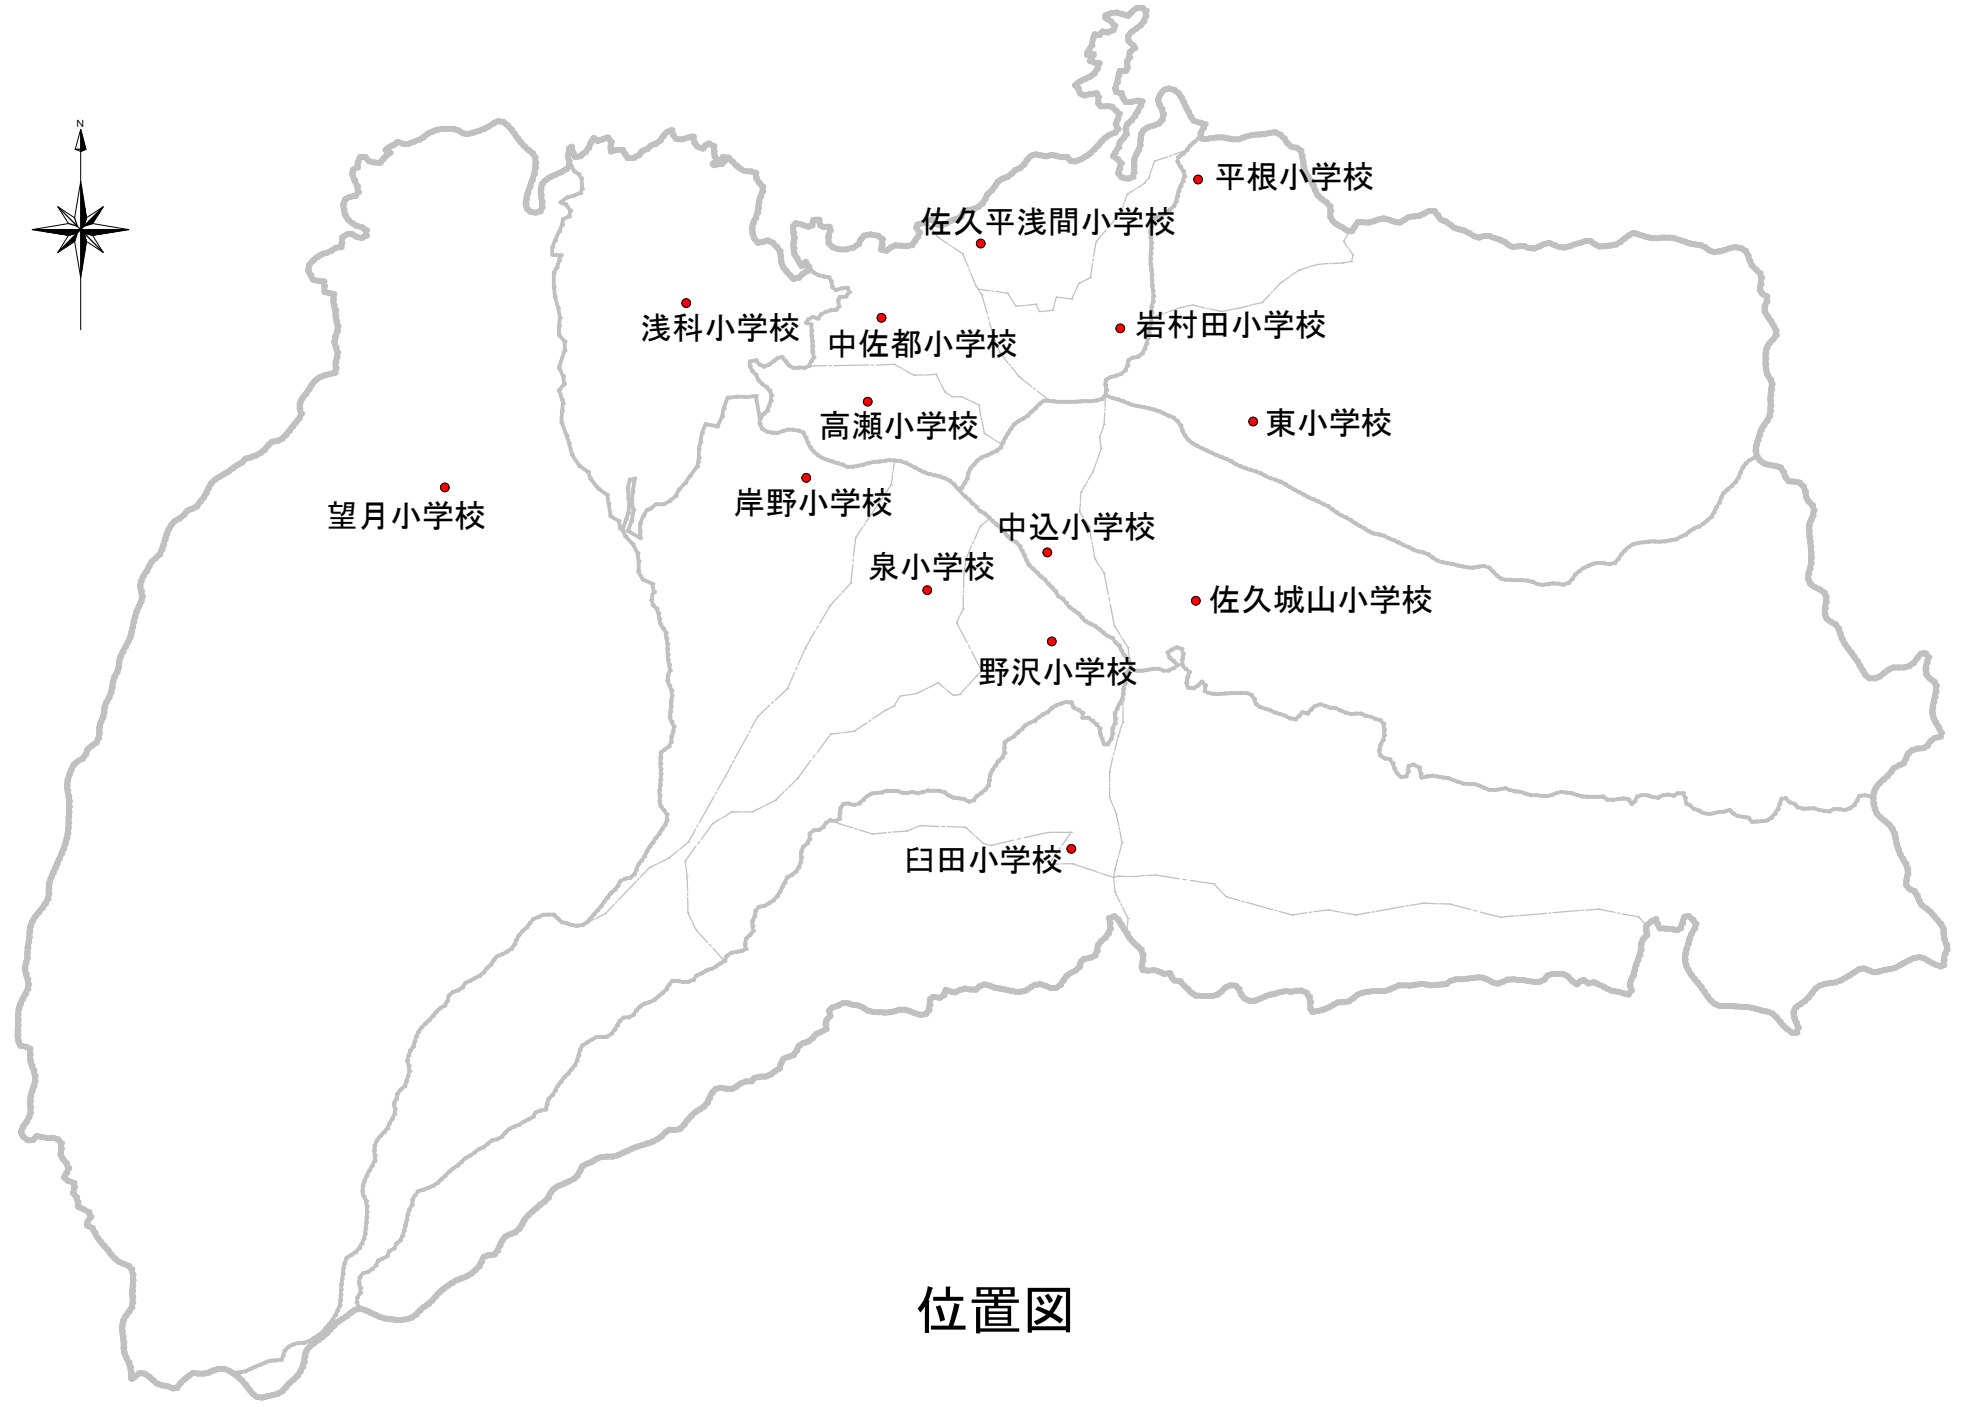 N
平根小学校
佐久平浅間小学校
浅科小学校
中佐都小学校
岩村田小学校
高瀬小学校
東小学校
望月小学校
岸野小学校
中込小学校
泉小学校
佐久城山小学校
野沢小学校
臼田小学校
位置図